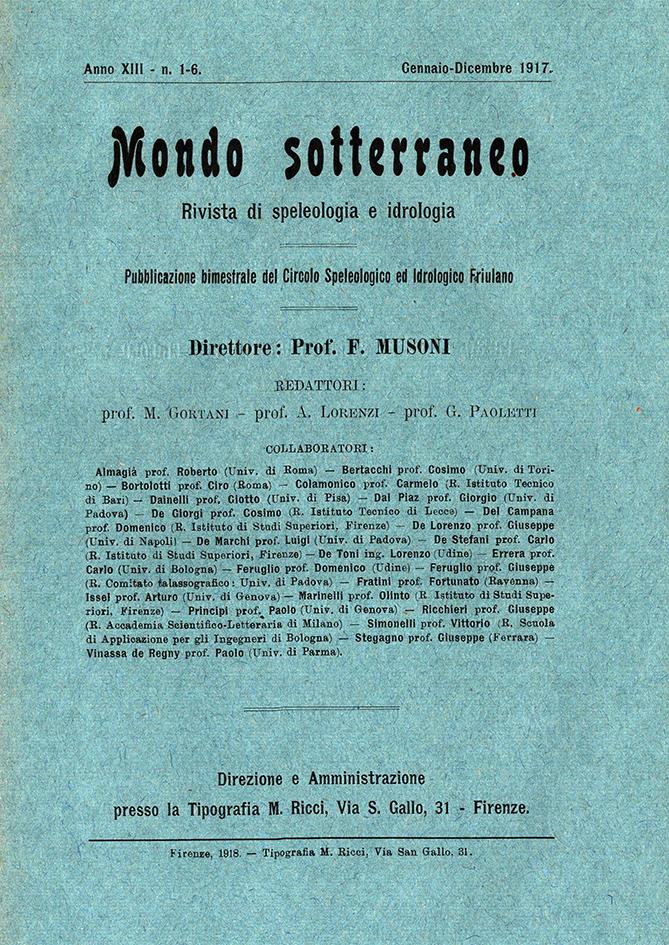 Anno XIII - n. 1-6.
Gennaio-Dicembre 1917.
Mondo sotterraneo
Rivista di speleologia e idrologia
Pubblicazione bimestrale del Circolo Speleologico ed Idrologico Friulano
Direttore: Prof. F. MUSONI
REDATTORI:
prof. M. GORTANI – prof. A. LORENZI – prof. G. PAOLETTI
COLLABORATORI:
Almagià prof. Roberto (Univ. di Roma) — Bertacchi prof. Cosimo (Univ. di Tori-
no) — Bortolotti prof. Ciro (Roma) — Colamonico prof. Carmelo (R. Istituto Tecnico
di Bari) — Dainelli prof. Giotto (Univ. di Pisa) — Dal Piaz prof. Giorgio (Univ. di
Padova) — De Giorgi prof. Cosimo (R. Istituto Tecnico di Lecce) — Del Campana
prof. Domenico (R. Istituto di Studi Superiori, Firenze) — De Lorenzo prof. Giuseppe
(Univ. di Napoli) — De Marchi prof. Luigi (Univ. di Padova) — De Stefani prof. Carlo
(R. Istituto di Studi Superiori, Firenze) — De Toni ing. Lorenzo (Udine) — Errera prof.
Carlo (Univ. di Bologna) — Feruglio prof. Domenico (Udine) — Feruglio prof. Giuseppe
(R. Comitato talassografico: Univ. di Padova) — Fratini prof. Fortunato (Ravenna) —
Issel prof. Arturo (Univ. di Genova) — Marinelli prof. Olinto (R. Istituto di Studi Supe-
riori, Firenze) — Principi prof. Paolo (Univ. di Genova) — Ricchieri prof. Giuseppe
(R. Accademia Scientifico-Letteraria di Milano) — Simonelli prof. Vittorio (R. Scuola
di Applicazione per gli Ingegneri di Bologna) — Stegagno prof. Giuseppe (Ferrara) —
Vinassa de Regny prof. Paolo (Univ. di Parma).
Direzione e Amministrazione
presso la Tipografia M. Ricci, Via S. Gallo, 31 - Firenze.
Firenze, 1918. — Tipografia M. Ricci, Via San Gallo, 31.